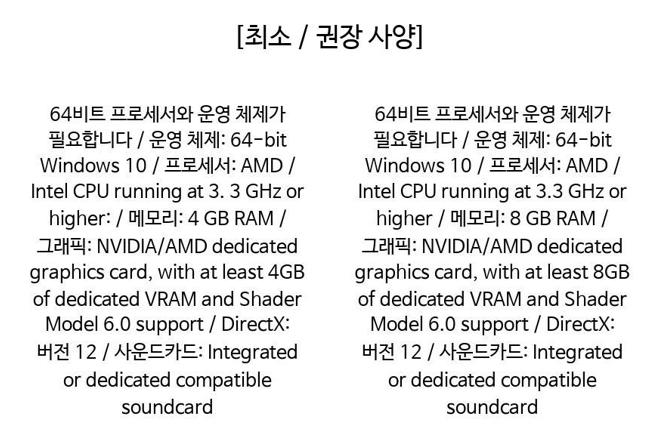 [최소 / 권장 사양]
64비트 프로세서와 운영 체제가
필요합니다 / 운영 체제: 64-bit
Windows 10 / 프로세서: AMD /
Intel CPU running at 3. 3 GHz or
higher: / 메모리: 4 GB RAM /
그래픽: NVIDIA/AMD dedicated
graphics card, with at least 4GB
of dedicated VRAM and Shader
Model 6.0 support / DirectX:
버전 12 / 사운드카드: Integrated
or dedicated compatible
soundcard
64비트 프로세서와 운영 체제가
필요합니다 / 운영 체제: 64-bit
Windows 10 / 프로세서: AMD /
Intel CPU running at 3.3 GHz or
higher / 메모리: 8 GB RAM /
그래픽: NVIDIA/AMD dedicated
graphics card, with at least 8GB
of dedicated VRAM and Shader
Model 6.0 support / DirectX:
버전 12 / 사운드카드: Integrated
or dedicated compatible
soundcard